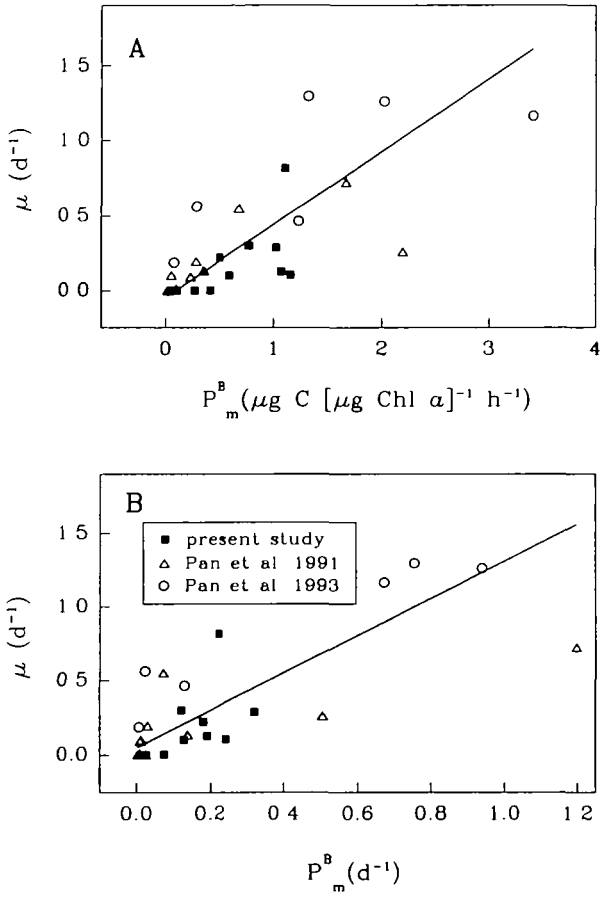 A
1 5
1 0
0 5
0 0
μ (d⁻¹)
0 1 2 3 4
P^B_m (μg C [μg Chl a]⁻¹ h⁻¹)
B
■ present study
△ Pan et al 1991
○ Pan et al 1993
1 5
1 0
0 5
0.0
μ (d⁻¹)
0.0 0.2 0 4 0.6 0.8 1.0 1 2
P^B_m (d⁻¹)